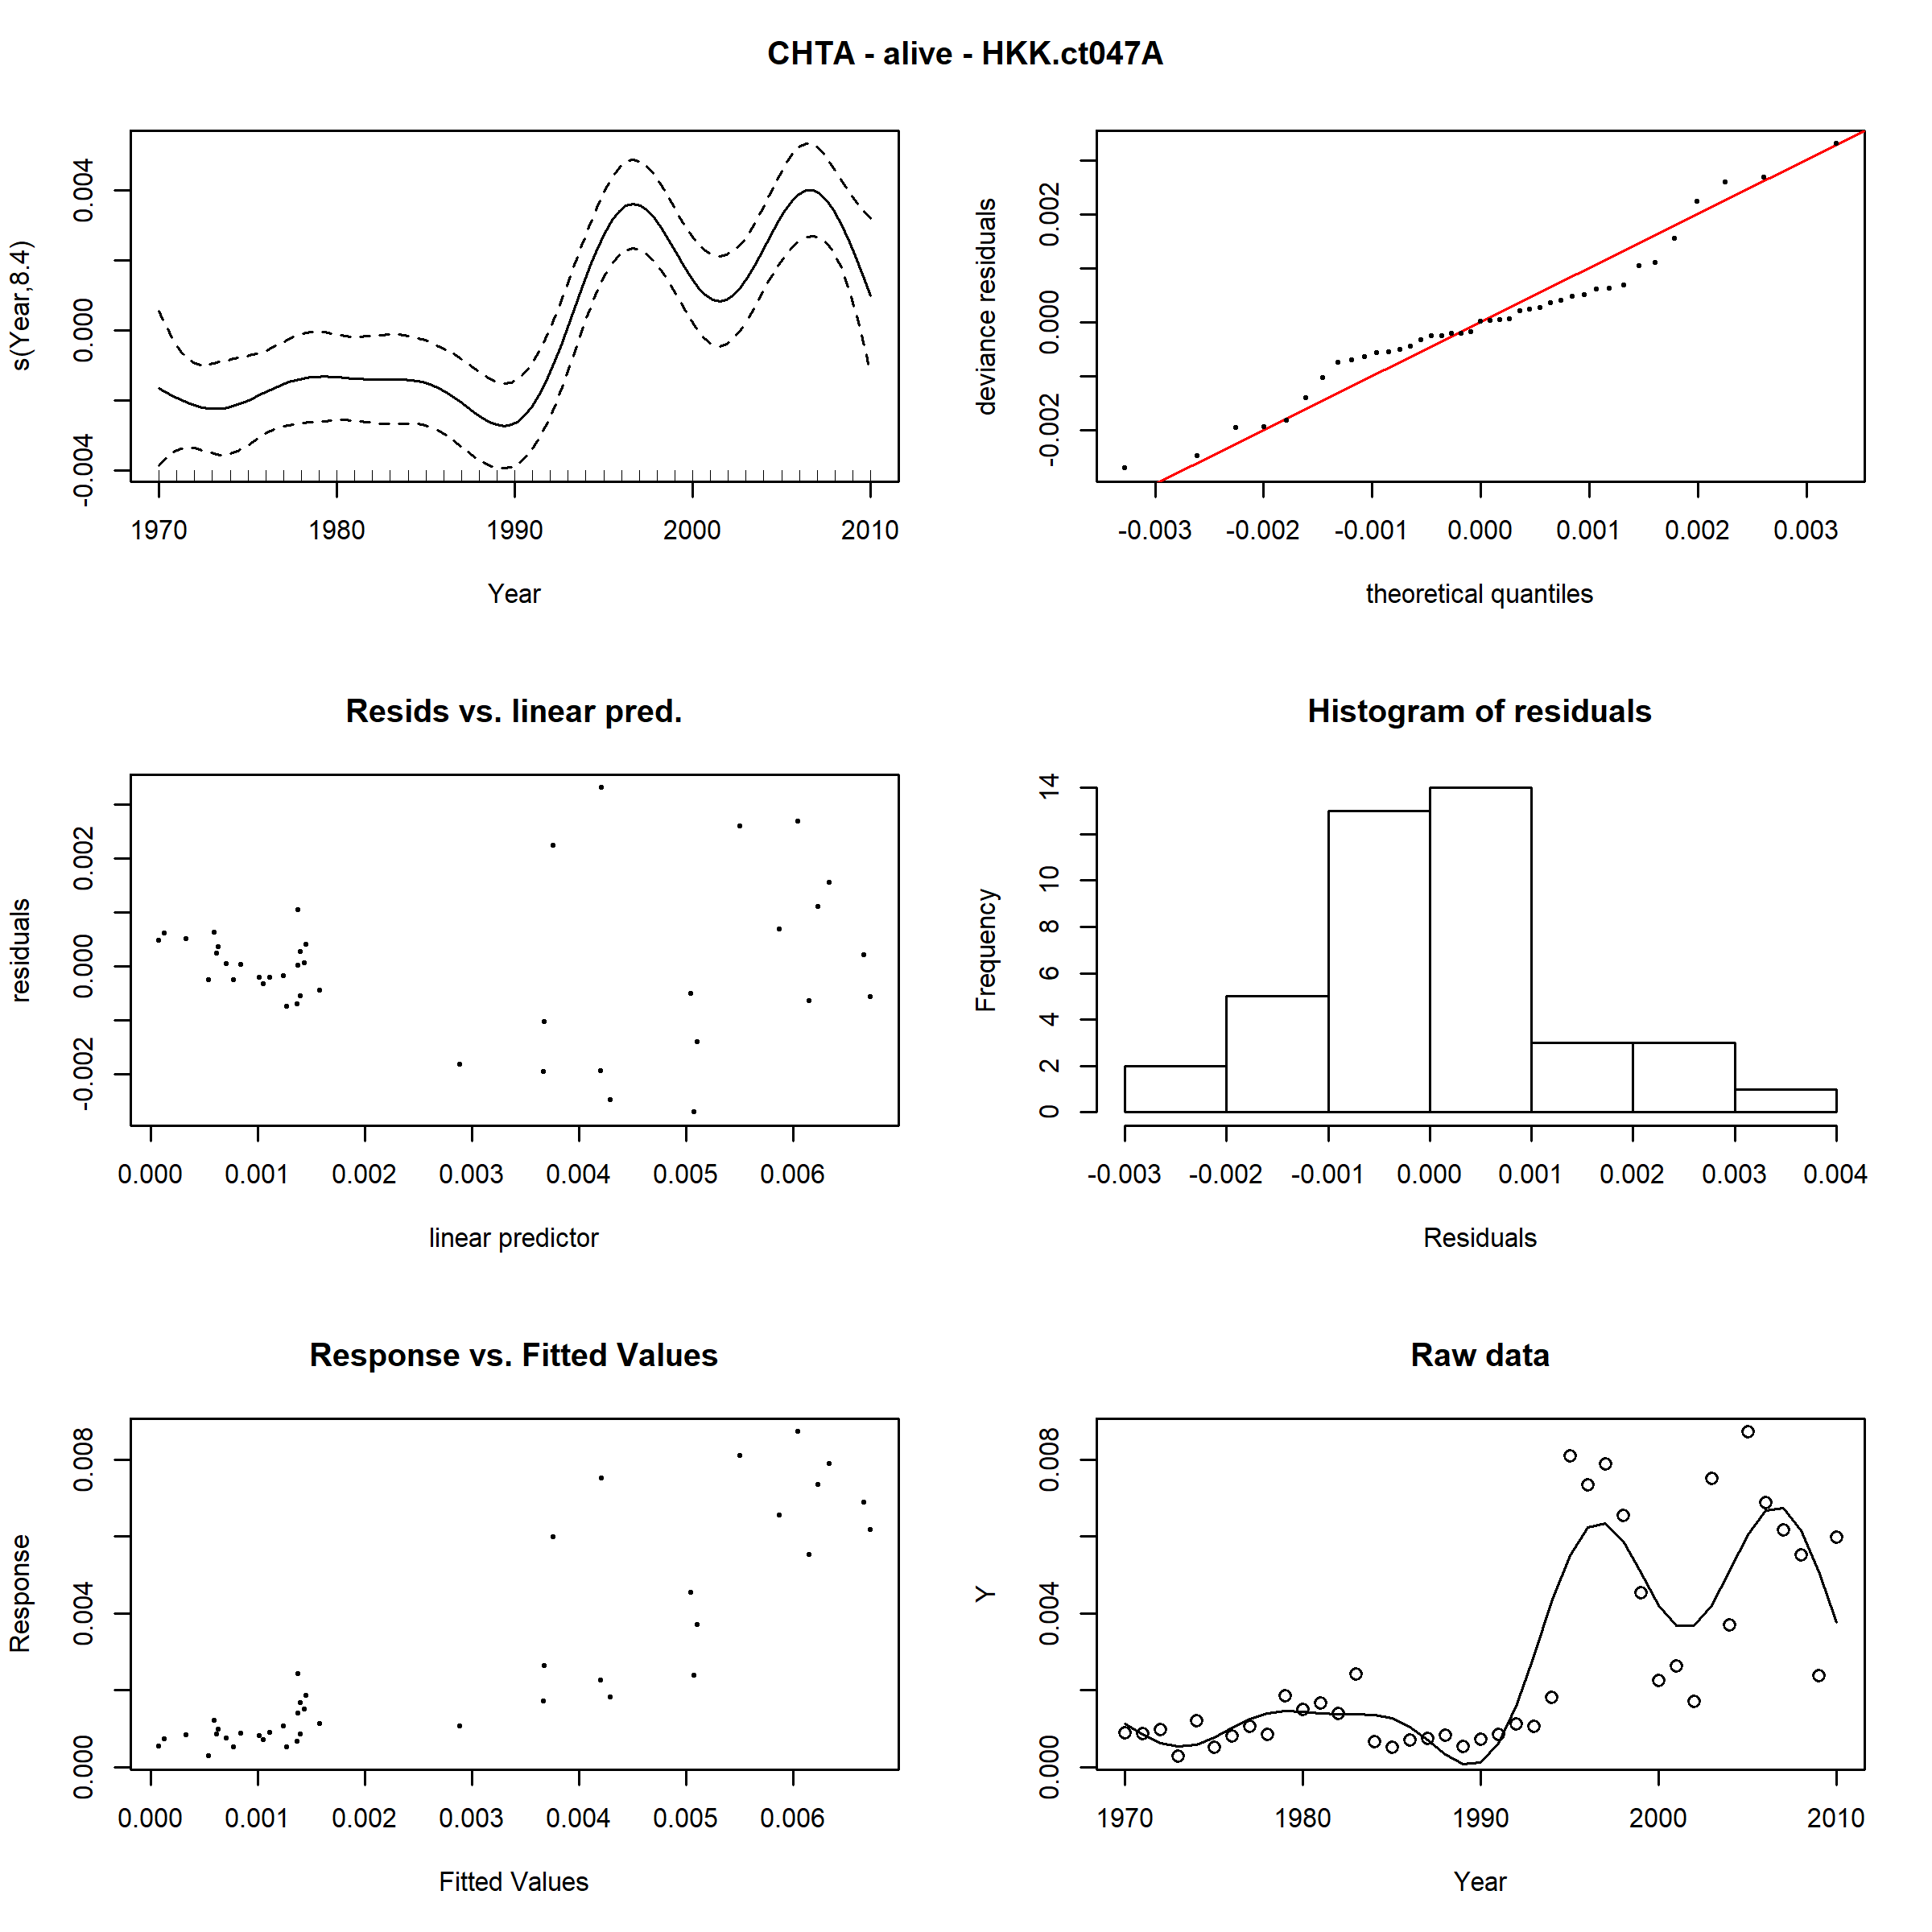 CHTA - alive - HKK.ct047A
s(Year,8.4)
-0.004 0.000 0.004
1970 1980 1990 2000 2010
Year
deviance residuals
-0.002 0.000 0.002
-0.003 -0.002 -0.001 0.000 0.001 0.002 0.003
theoretical quantiles
Resids vs. linear pred.
residuals
-0.002 0.000 0.002
0.000 0.001 0.002 0.003 0.004 0.005 0.006
linear predictor
Histogram of residuals
Frequency
0 2 4 6 8 10 14
-0.003 -0.002 -0.001 0.000 0.001 0.002 0.003 0.004
Residuals
Response vs. Fitted Values
Response
0.000 0.004 0.008
0.000 0.001 0.002 0.003 0.004 0.005 0.006
Fitted Values
Raw data
Y
0.000 0.004 0.008
1970 1980 1990 2000 2010
Year